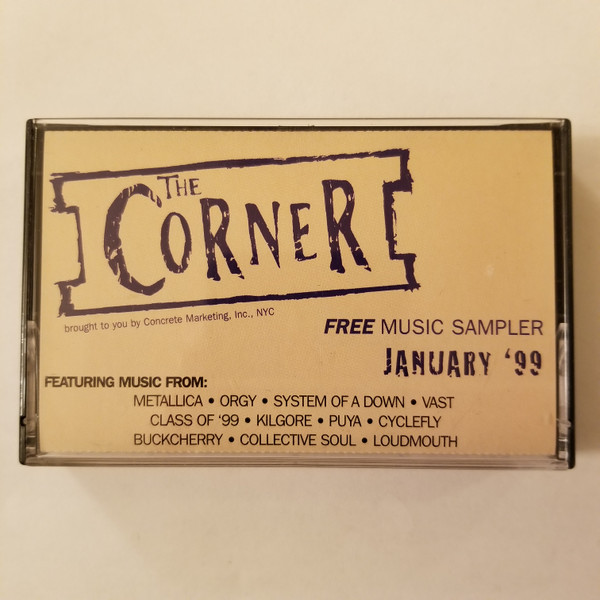 THE
CORNER
brought to you by Concrete Marketing, Inc., NYC
FREE MUSIC SAMPLER
JANUARY '99
FEATURING MUSIC FROM:
METALLICA • ORGY • SYSTEM OF A DOWN • VAST
CLASS OF '99 • KILGORE • PUYA • CYCLEFLY
BUCKCHERRY • COLLECTIVE SOUL • LOUDMOUTH